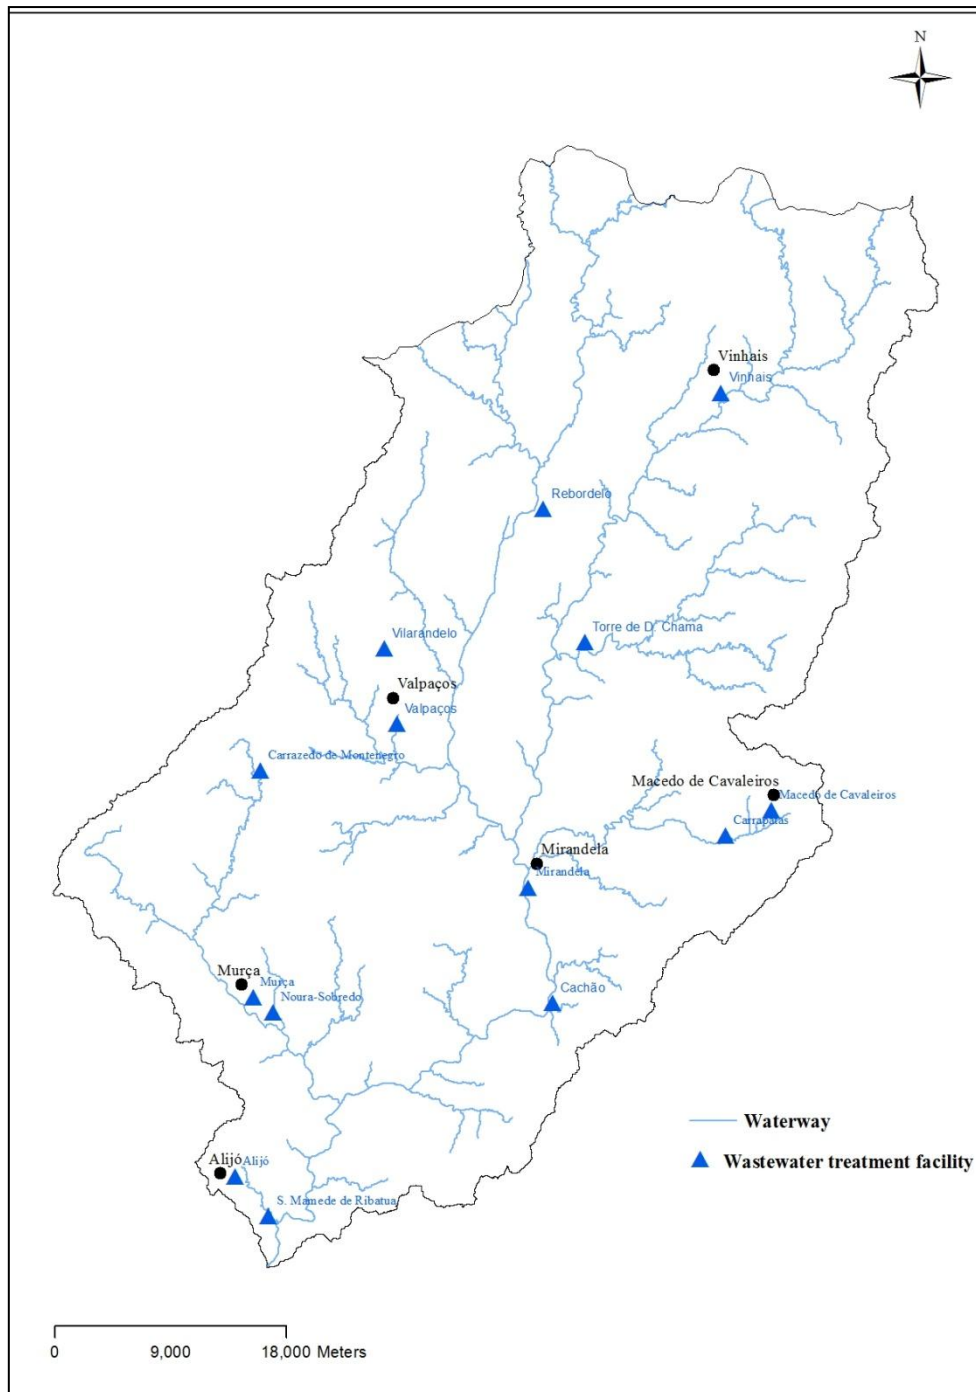 N
Vinhais
Vinhais
Rebordelo
Torre de D. Chama
Vilarandelo
Valpaços
Valpaços
Carrazedo de Montenegro
Macedo de Cavaleiros
Macedo de Cavaleiros
Carrapatas
Mirandela
Mirandela
Murça
Murça
Noura-Sobredo
Cachão
Waterway
Wastewater treatment facility
Alijó
Alijó
S. Mamede de Ribatua
0 9,000 18,000 Meters